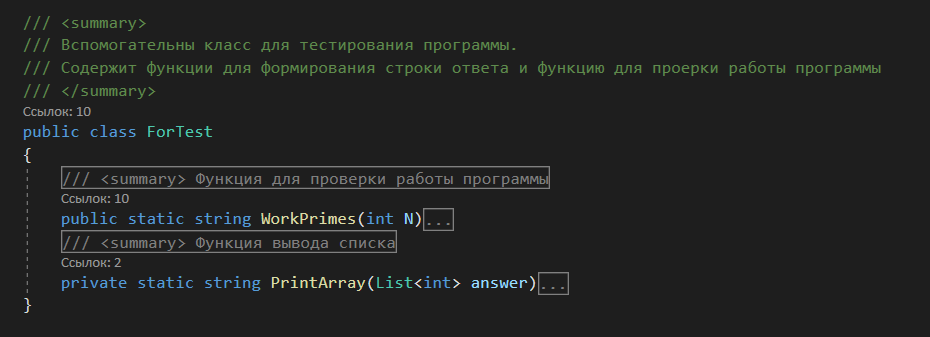 /// <summary>
/// Вспомогательны класс для тестирования программы.
/// Содержит функции для формирования строки ответа и функцию для проерки работы программы
/// </summary>
Ссылок: 10
public class ForTest
{
/// <summary> Функция для проверки работы программы
Ссылок: 10
public static string WorkPrimes(int N)...
/// <summary> Функция вывода списка
Ссылок: 2
private static string PrintArray(List<int> answer)...
}